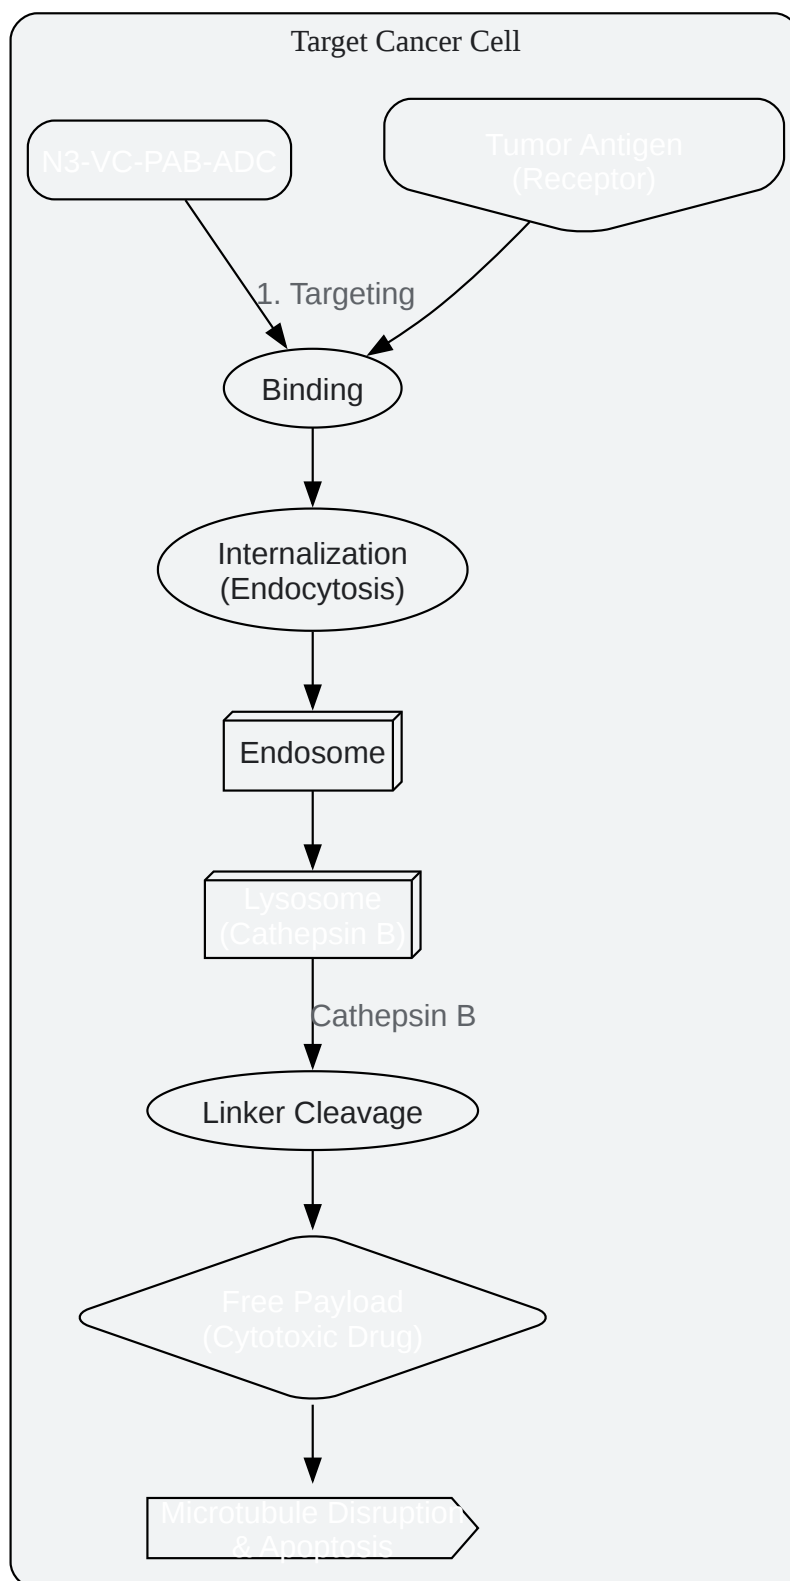 Target Cancer Cell
N3-VC-PAB-ADC
Tumor Antigen
(Receptor)
1. Targeting
Binding
Internalization
(Endocytosis)
Endosome
Lysosome
(Cathepsin B)
Cathepsin B
Linker Cleavage
Free Payload
(Cytotoxic Drug)
Microtubule Disruption
& Apoptosis